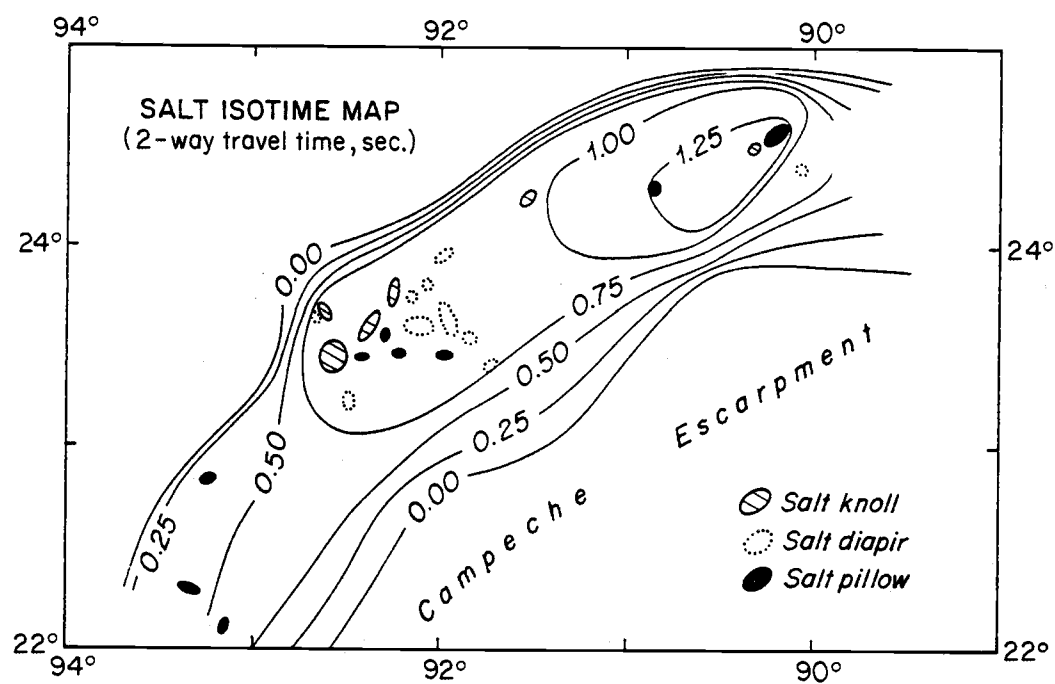 94° 92° 90°
SALT ISOTIME MAP
(2-way travel time, sec.)
1.00
1.25
24°
24°
0.00
0.75
0.50
0.25
0.00
0.50
0.25
Campeche Escarpment
Salt knoll
Salt diapir
Salt pillow
22°
22°
94° 92° 90°